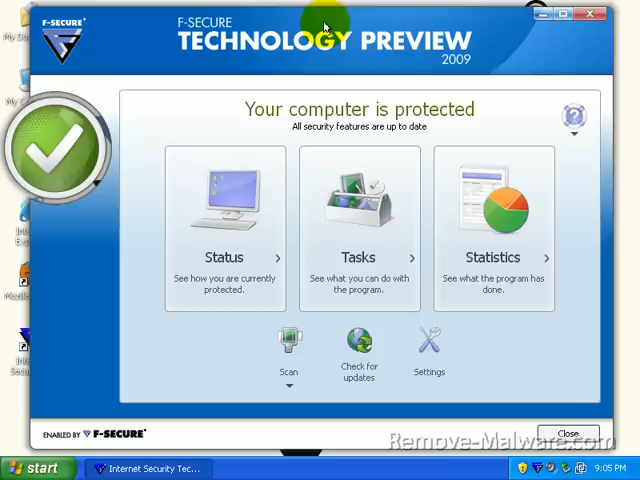 F-SECURE
F-SECURE
TECHNOLOGY PREVIEW
2009
Your computer is protected
All security features are up to date
Status
See how you are currently
protected.
Tasks
See what you can do with
the program.
Statistics
See what the program has
done.
Scan
Check for
updates
Settings
ENABLED BY F-SECURE
Close
Remove-Malware.com
start
Internet Security Tec...
9:05 PM